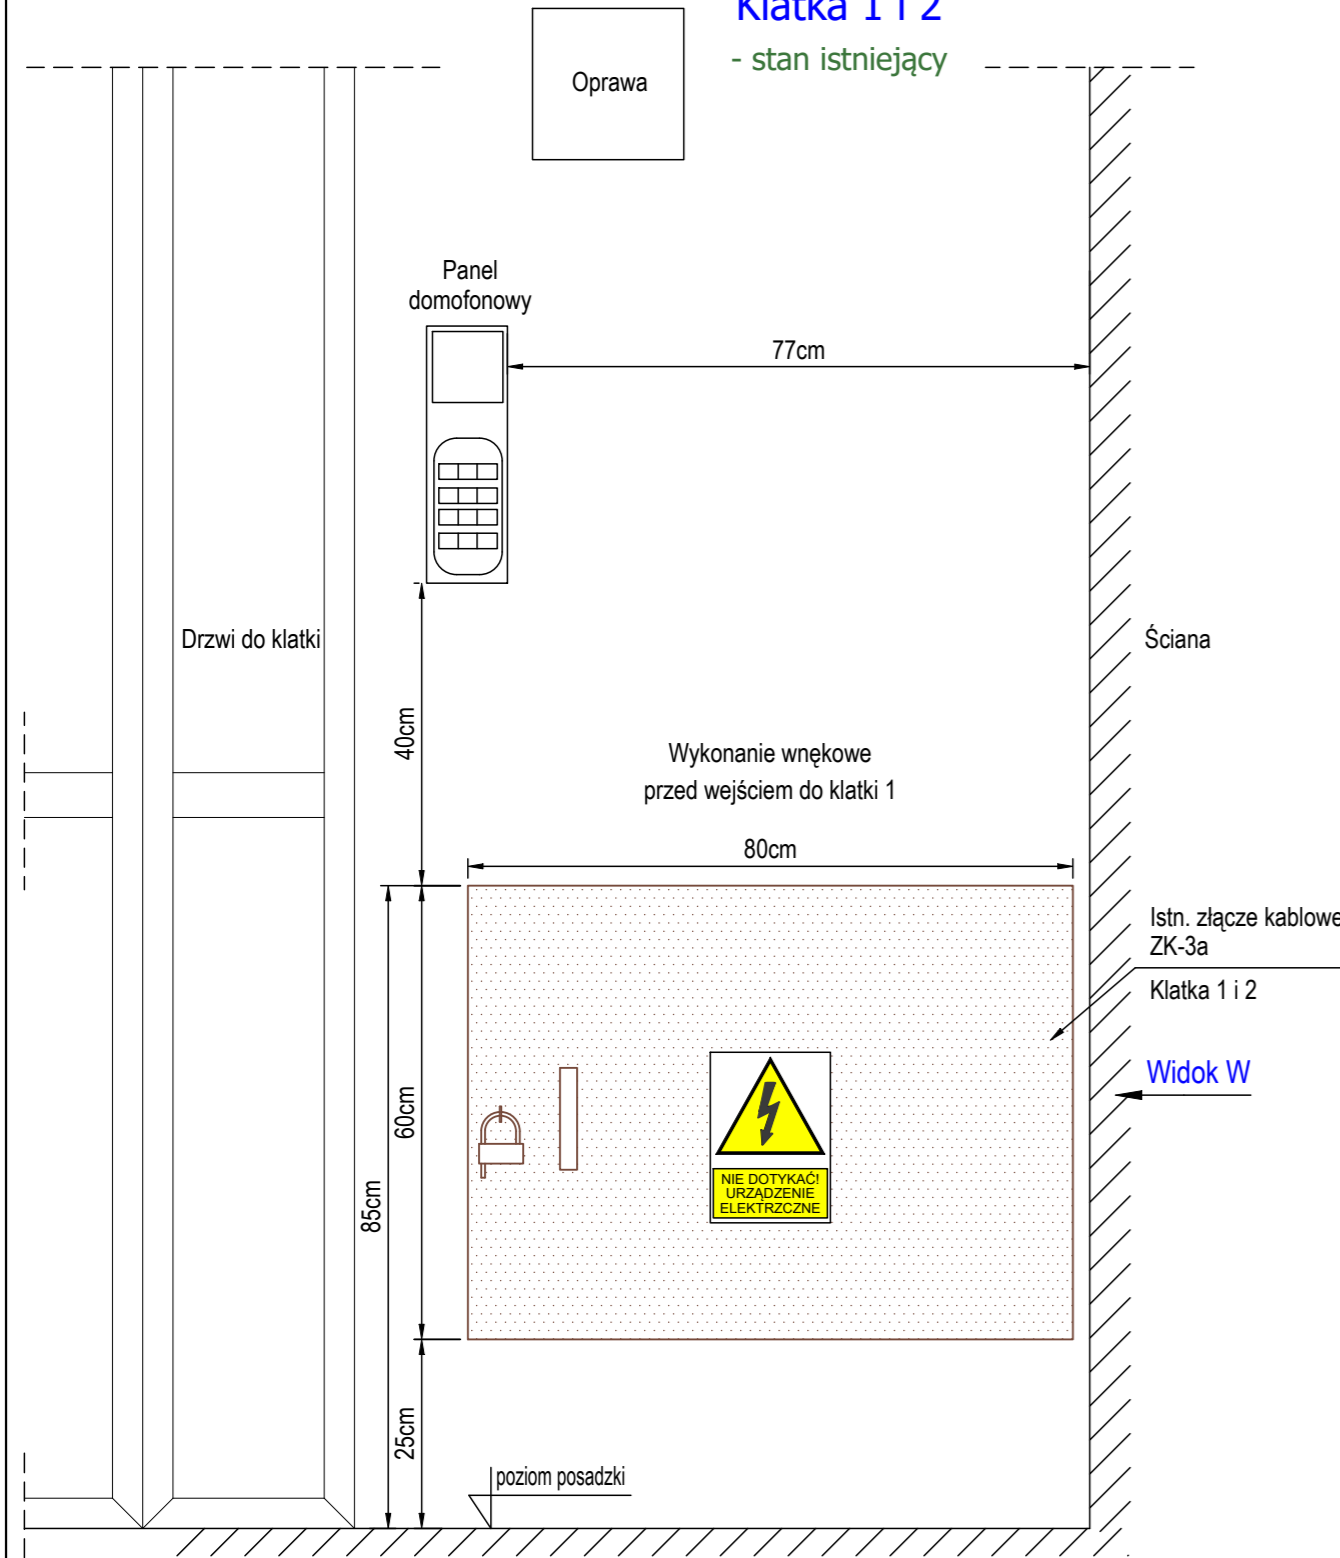 Klatka 1 i 2
- stan istniejący
Oprawa
Panel
domofonowy
77cm
Drzwi do klatki
Ściana
40cm
Wykonanie wnękowe
przed wejściem do klatki 1
80cm
Istn. złącze kablowe
ZK-3a
Klatka 1 i 2
Widok W
60cm
85cm
NIE DOTYKAĆ!
URZĄDZENIE
ELEKTRZCZNE
25cm
poziom posadzki